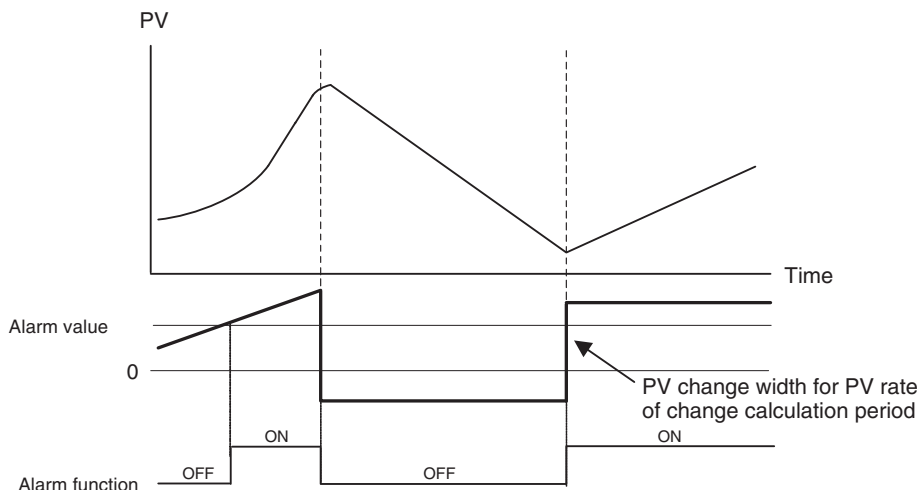 PV
Time
Alarm value
0
PV change width for PV rate
of change calculation period
ON
ON
OFF
OFF
Alarm function